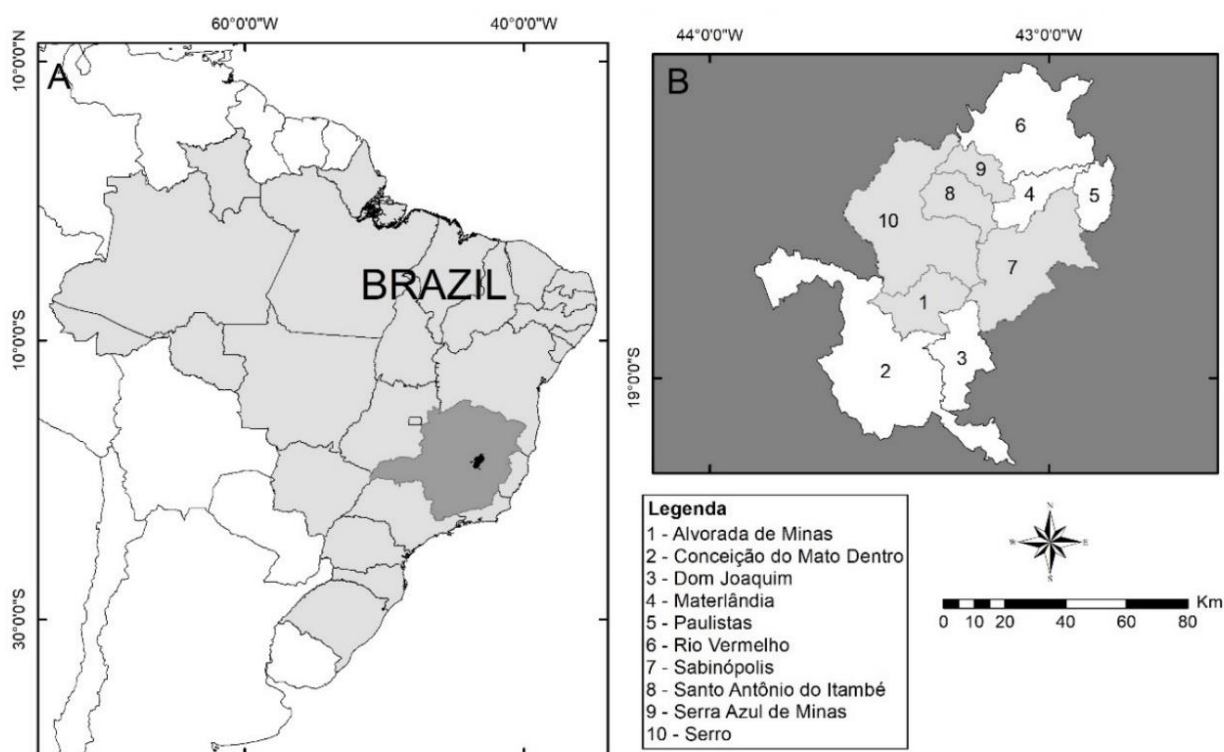 60°0'0"W 40°0'0"W
10°0'0"N
A
BRAZIL
10°0'0"S
30°0'0"S
44°0'0"W 43°0'0"W
B
6
9
4
8
5
10
7
1
2
3
19°0'0"S
Legenda
1 - Alvorada de Minas
2 - Conceição do Mato Dentro
3 - Dom Joaquim
4 - Materlândia
5 - Paulistas
6 - Rio Vermelho
7 - Sabinópolis
8 - Santo Antônio do Itambé
9 - Serra Azul de Minas
10 - Serro
N
W E
S
Km
0 10 20 40 60 80